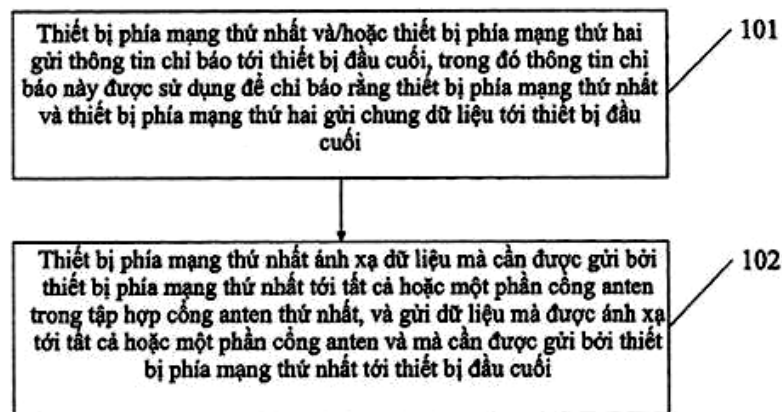 Thiết bị phía mạng thứ nhất và/hoặc thiết bị phía mạng thứ hai
gửi thông tin chỉ báo tới thiết bị đầu cuối, trong đó thông tin chỉ
báo này được sử dụng để chỉ báo rằng thiết bị phía mạng thứ nhất
và thiết bị phía mạng thứ hai gửi chung dữ liệu tới thiết bị đầu
cuối
101
Thiết bị phía mạng thứ nhất ánh xạ dữ liệu mà cần được gửi bởi
thiết bị phía mạng thứ nhất tới tất cả hoặc một phần cổng anten
trong tập hợp cổng anten thứ nhất, và gửi dữ liệu mà được ánh xạ
tới tất cả hoặc một phần cổng anten và mà cần được gửi bởi thiết
bị phía mạng thứ nhất tới thiết bị đầu cuối
102